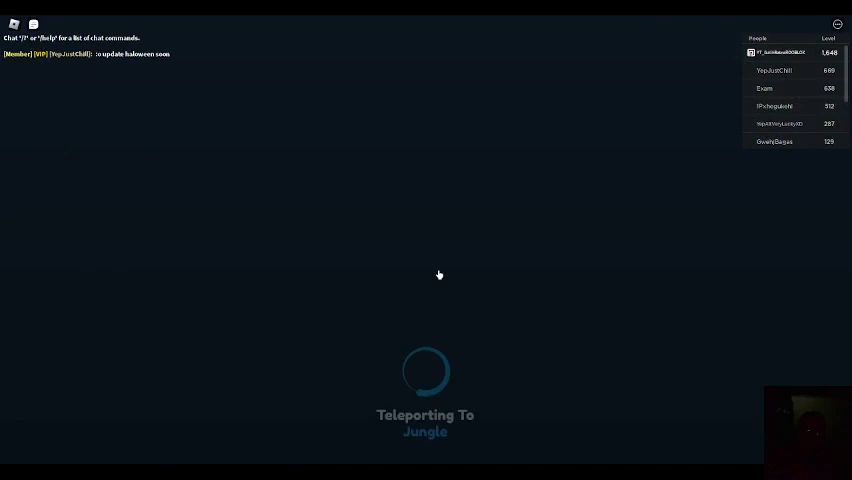 Chat '/?' or '/help' for a list of chat commands.
[Member] [VIP] [YepJustChill]: :o update haloween soon
People Level
1,648
YepJustChill 669
Exam 638
512
287
129
Teleporting To
Jungle